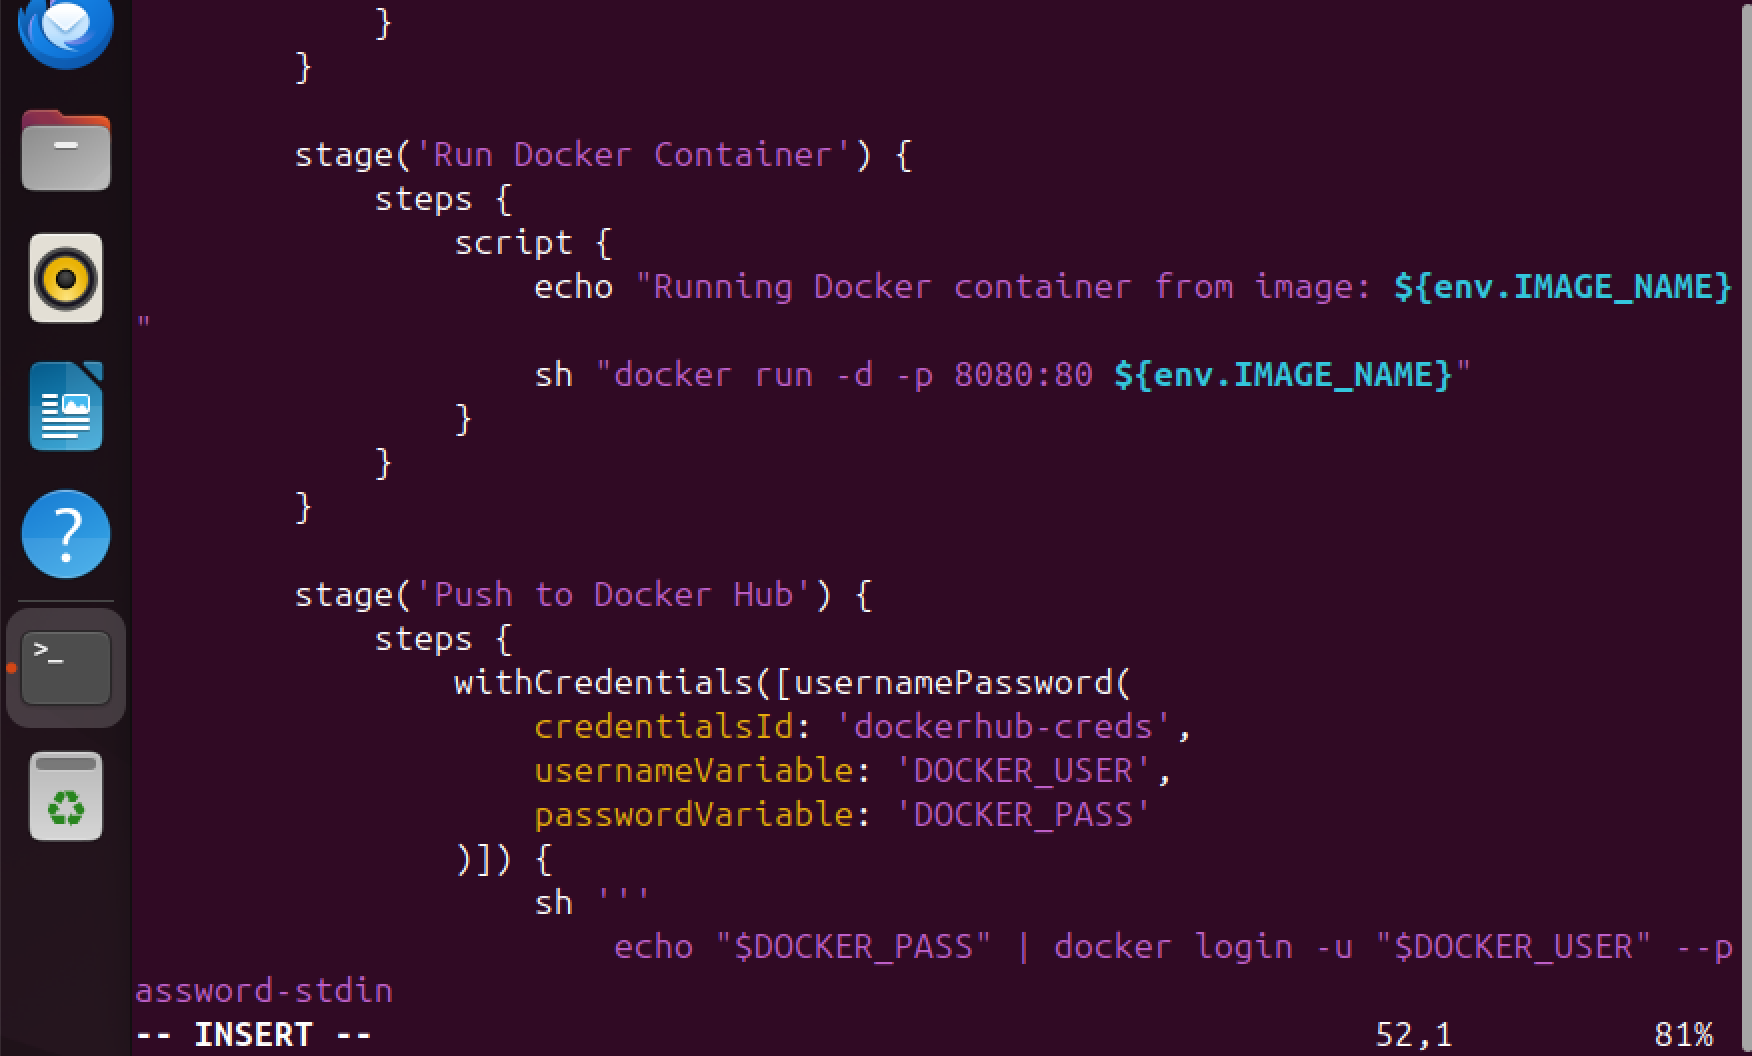 }
        }

        stage('Run Docker Container') {
            steps {
                script {
                    echo "Running Docker container from image: ${env.IMAGE_NAME}
"
                    sh "docker run -d -p 8080:80 ${env.IMAGE_NAME}"
                }
            }
        }

        stage('Push to Docker Hub') {
            steps {
                withCredentials([usernamePassword(
                    credentialsId: 'dockerhub-creds',
                    usernameVariable: 'DOCKER_USER',
                    passwordVariable: 'DOCKER_PASS'
                )]) {
                    sh '''
                        echo "$DOCKER_PASS" | docker login -u "$DOCKER_USER" --p
assword-stdin
-- INSERT -- 52,1 81%